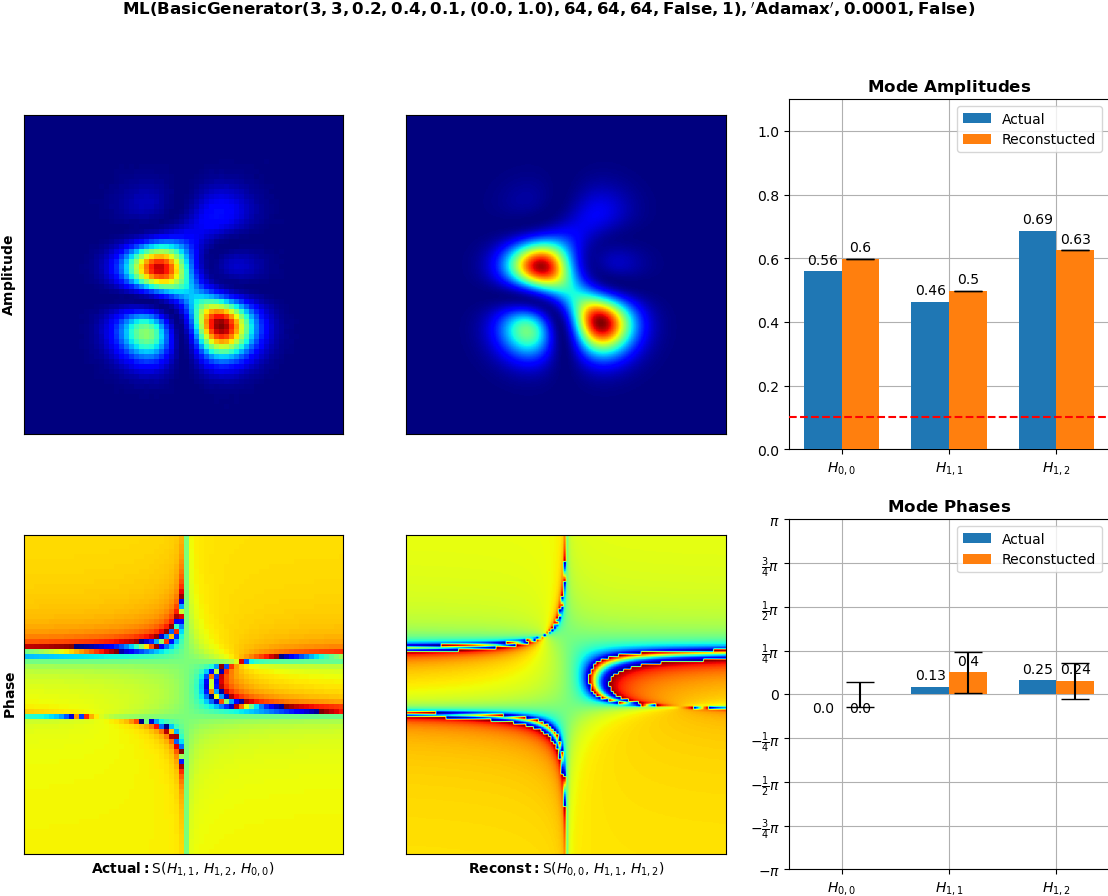 ML(BasicGenerator(3, 3, 0.2, 0.4, 0.1, (0.0, 1.0), 64, 64, 64, False, 1), 'Adamax', 0.0001, False)
Amplitude
Mode Amplitudes
Actual
Reconstucted
1.0
0.8
0.6
0.4
0.2
0.0
0.56
0.6
0.46
0.5
0.69
0.63
H0,0
H1,1
H1,2
Phase
Actual: S(H1,1, H1,2, H0,0)
Reconst: S(H0,0, H1,1, H1,2)
Mode Phases
Actual
Reconstucted
π
3/4π
1/2π
1/4π
0
−1/4π
−1/2π
−3/4π
−π
0.0
0.0
0.13
0.4
0.25
0.24
H0,0
H1,1
H1,2